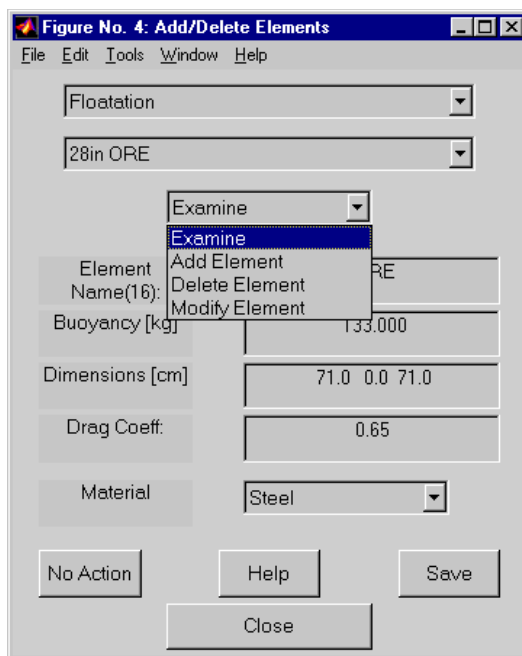 Figure No. 4: Add/Delete Elements
File Edit Tools Window Help
Floatation
28in ORE
Examine
Examine
Add Element
Delete Element
Modify Element
Element
Name(16):
RE
Buoyancy [kg]
133.000
Dimensions [cm]
71.0 0.0 71.0
Drag Coeff:
0.65
Material
Steel
No Action
Help
Save
Close